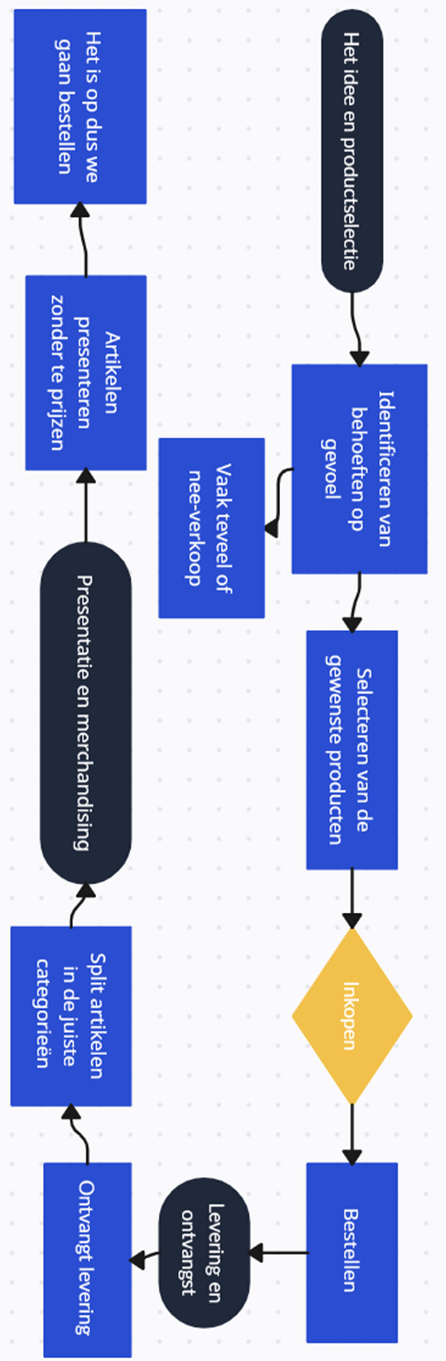 Het idee en productselectie
Identificeren van
behoeften op
gevoel
Vaak teveel of
nee-verkoop
Selecteren van de
gewenste producten
Inkopen
Bestellen
Levering en
ontvangst
Ontvangt levering
Split artikelen
in de juiste
categorieën
Presentatie en merchandising
Artikelen
presenteren
zonder te prijzen
Het is op dus we
gaan bestellen